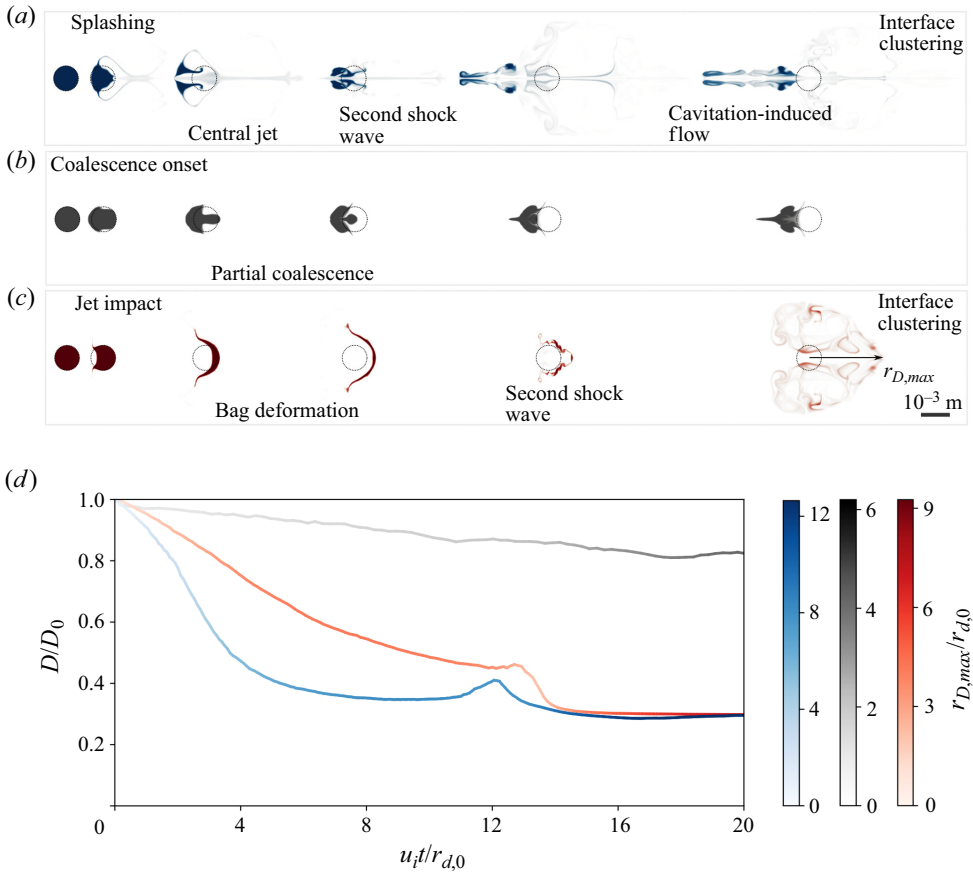 (a)
Splashing
Interface
clustering
Central jet
Second shock
wave
Cavitation-induced
flow
(b)
Coalescence onset
Partial coalescence
(c)
Jet impact
Interface
clustering
Bag deformation
Second shock
wave
r_{D,max}
10^{–3} m
(d)
1.0
0.8
0.6
0.4
0.2
0
4
8
12
16
20
D/D_0
u_i t/r_{d,0}
12
8
4
0
6
4
2
0
9
6
3
0
r_{D,max}/r_{d,0}